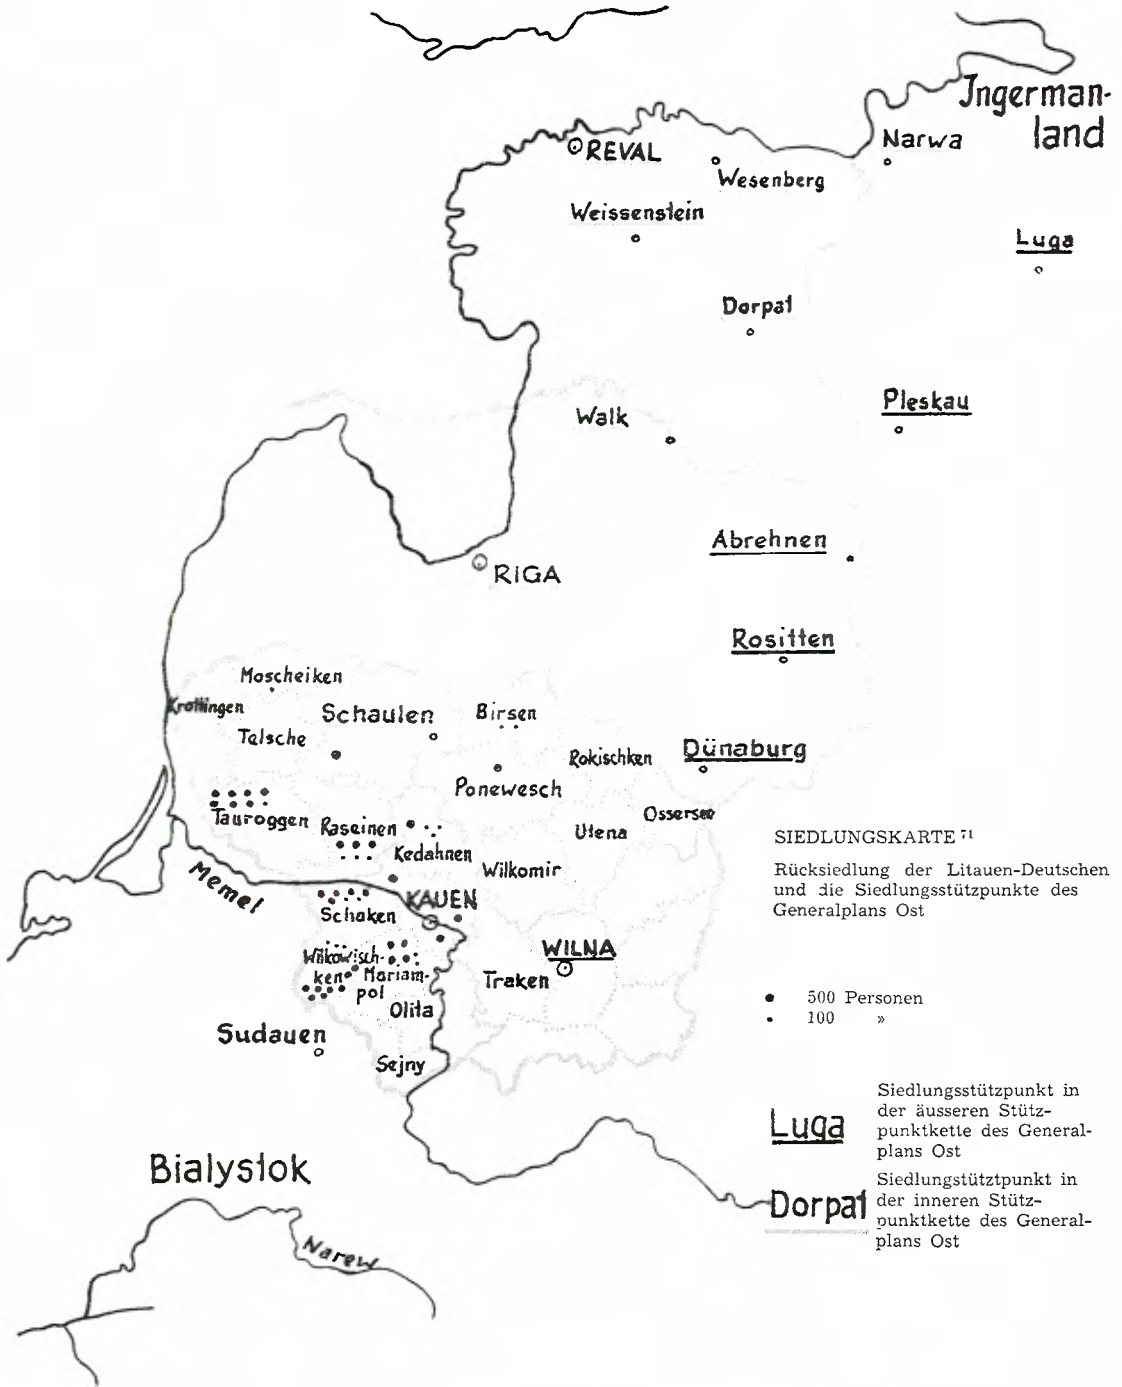 Ingerman-
land
Narwa
REVAL
Wesenberg
Weissenstein
Luga
Dorpat
Pleskau
Walk
Abrehnen
RIGA
Rositten
Moscheiken
Krottingen
Schaulen
Birsen
Telsche
Rokischken
Dünaburg
Ponewesch
Tauroggen
Raseinen
Utena
Ossersee
Kedahnen
Wilkomir
Memel
Schaken
KAUEN
WILNA
Wilkowisch-
ken
Mariam-
pol
Traken
Olita
Sudauen
Sejny
Bialystok
Narew
SIEDLUNGSKARTE 71
Rücksiedlung der Litauen-Deutschen
und die Siedlungsstützpunkte des
Generalplans Ost
500 Personen
100 »
Luga
Siedlungsstützpunkt in
der äusseren Stütz-
punktkette des General-
plans Ost
Dorpat
Siedlungstütztpunkt in
der inneren Stütz-
punktkette des General-
plans Ost